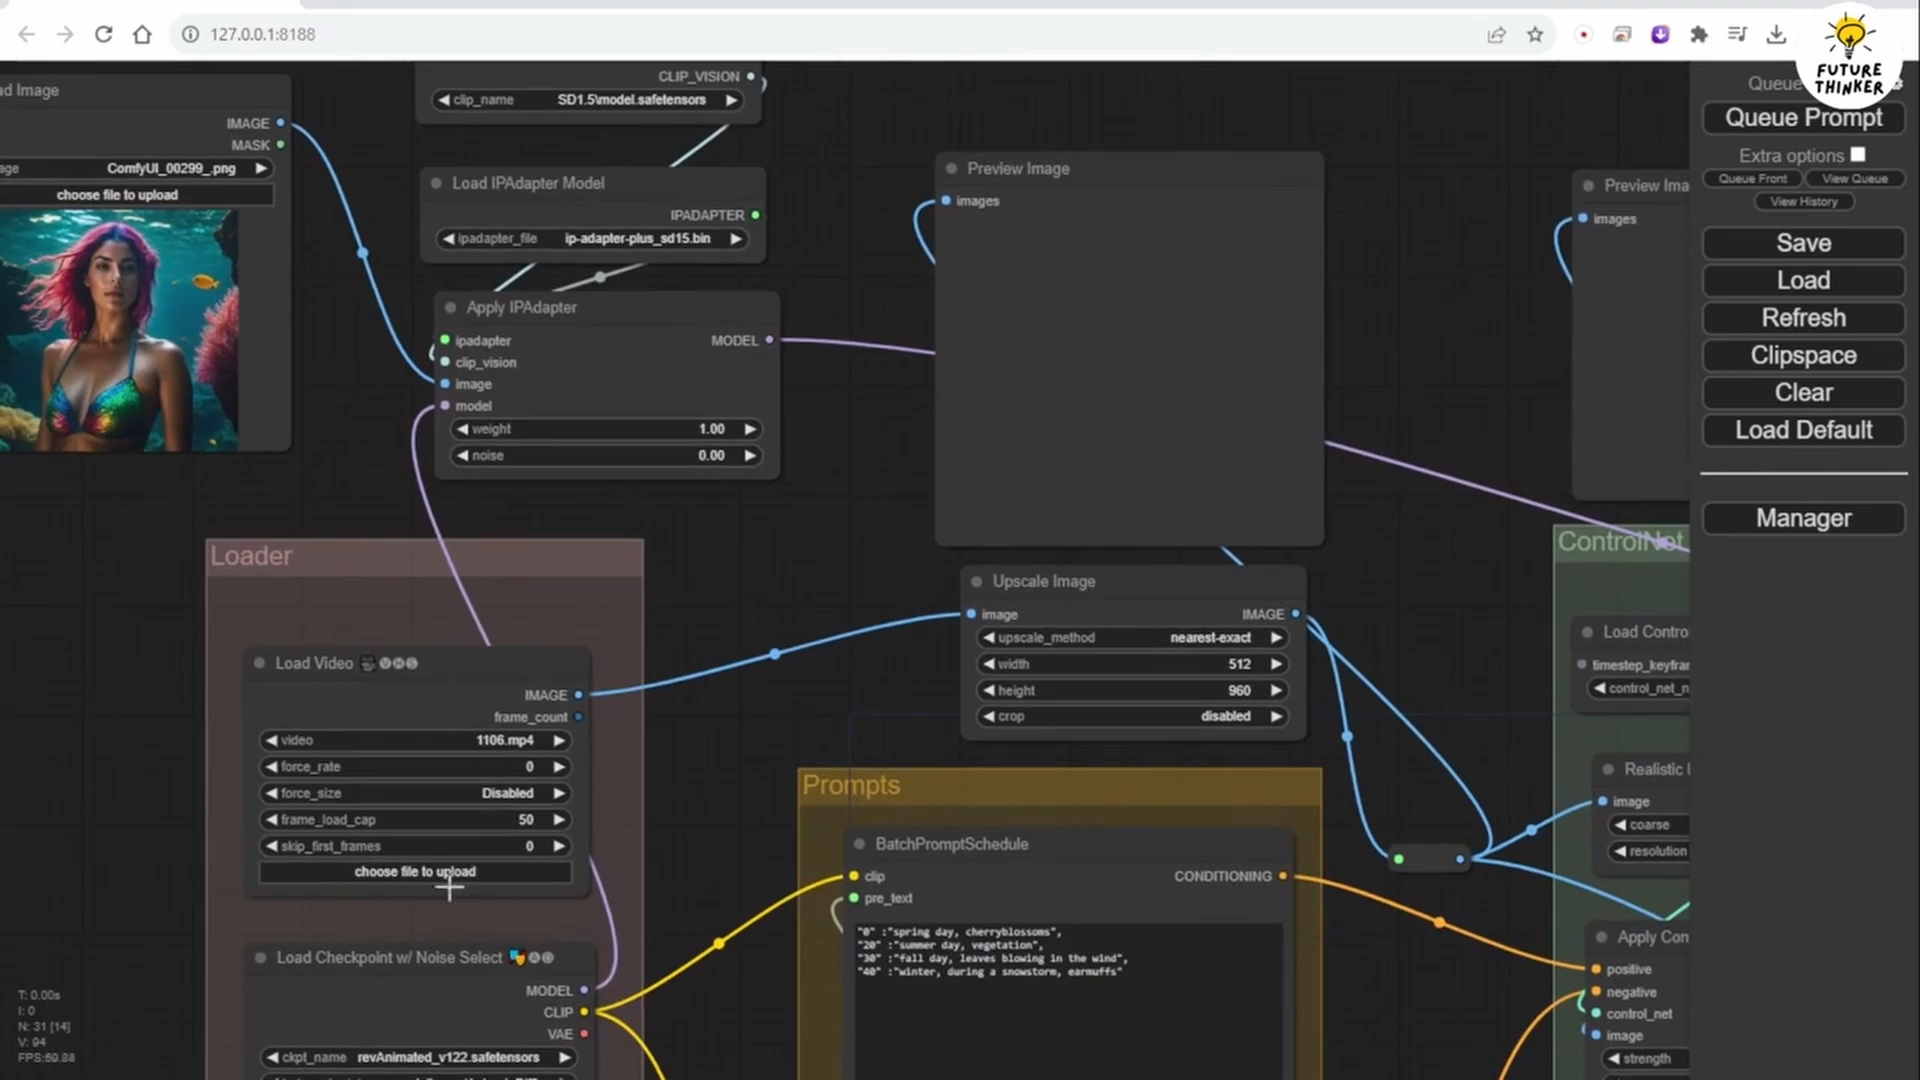 127.0.0.1:8188
FUTURE
THINKER
ad Image
IMAGE
MASK
age ComfyUI_00299_.png
choose file to upload
CLIP_VISION
clip_name SD1.5\model.safetensors
Load IPAdapter Model
IPADAPTER
ipadapter_file ip-adapter-plus_sd15.bin
Apply IPAdapter
ipadapter MODEL
clip_vision
image
model
weight 1.00
noise 0.00
Preview Image
images
Preview Ima
images
Queue
Queue Prompt
Extra options
Queue Front View Queue
View History
Save
Load
Refresh
Clipspace
Clear
Load Default
Manager
Loader
Load Video
IMAGE
frame_count
video 1106.mp4
force_rate 0
force_size Disabled
frame_load_cap 50
skip_first_frames 0
choose file to upload
Load Checkpoint w/ Noise Select
MODEL
CLIP
VAE
ckpt_name revAnimated_v122.safetensors
Upscale Image
image IMAGE
upscale_method nearest-exact
width 512
height 960
crop disabled
Prompts
BatchPromptSchedule
clip CONDITIONING
pre_text
"0" :"spring day, cherryblossoms",
"20" :"summer day, vegetation",
"30" :"fall day, leaves blowing in the wind",
"40" :"winter, during a snowstorm, earmuffs"
ControlNet
Load Contro
timestep_keyfran
control_net_n
Realistic
image
coarse
resolution
Apply Con
positive
negative
control_net
image
strength
T: 0.00s
I: 0
N: 31 [14]
V: 94